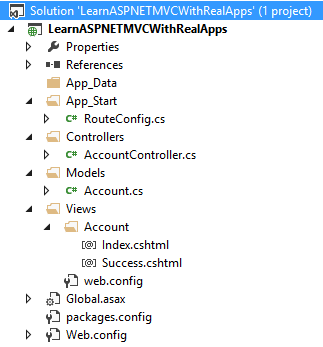 Solution 'LearnASPNETMVCWithRealApps' (1 project)
LearnASPNETMVCWithRealApps
Properties
References
App_Data
App_Start
C# RouteConfig.cs
Controllers
C# AccountController.cs
Models
C# Account.cs
Views
Account
[@] Index.cshtml
[@] Success.cshtml
web.config
Global.asax
packages.config
Web.config